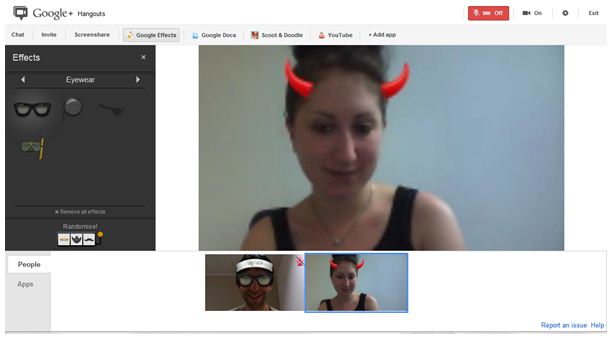 Google+ Hangouts
Off
On
Exit
Chat
Invite
Screenshare
Google Effects
Google Docs
Scoot & Doodle
YouTube
+ Add app
Effects
×
Eyewear
× Remove all effects
Randomise!
People
Apps
Report an issue Help